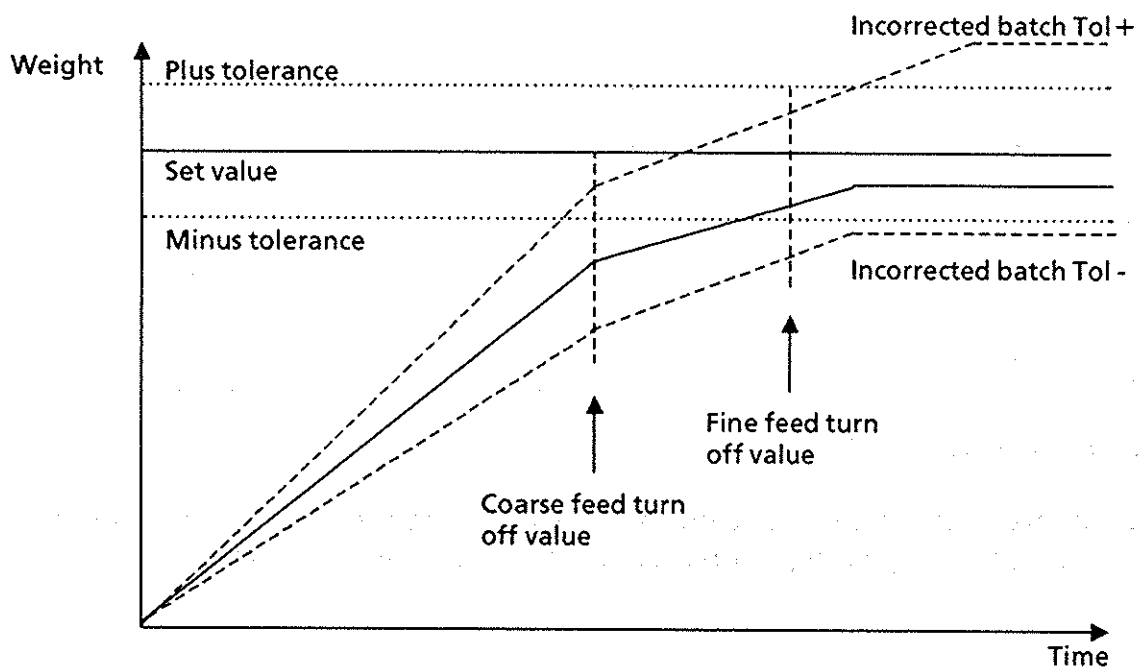 Incorrected batch Tol +
Weight
Plus tolerance
Set value
Minus tolerance
Incorrected batch Tol -
Fine feed turn
off value
Coarse feed turn
off value
Time